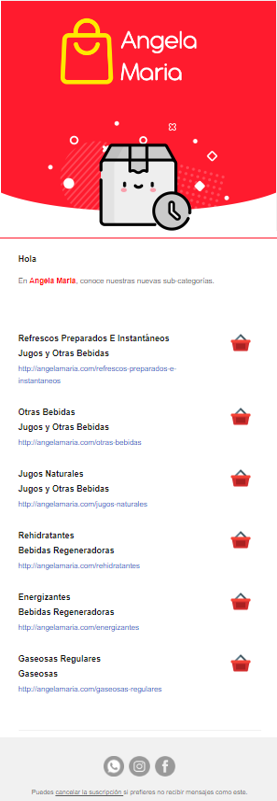 Angela
Maria
Hola
En Angela Maria, conoce nuestras nuevas sub-categorías.
Refrescos Preparados E Instantáneos
Jugos y Otras Bebidas
http://angelamaria.com/refrescos-preparados-e-
instantaneos
Otras Bebidas
Jugos y Otras Bebidas
http://angelamaria.com/otras-bebidas
Jugos Naturales
Jugos y Otras Bebidas
http://angelamaria.com/jugos-naturales
Rehidratantes
Bebidas Regeneradoras
http://angelamaria.com/rehidratantes
Energizantes
Bebidas Regeneradoras
http://angelamaria.com/energizantes
Gaseosas Regulares
Gaseosas
http://angelamaria.com/gaseosas-regulares
Puedes cancelar la suscripción si prefieres no recibir mensajes como este.